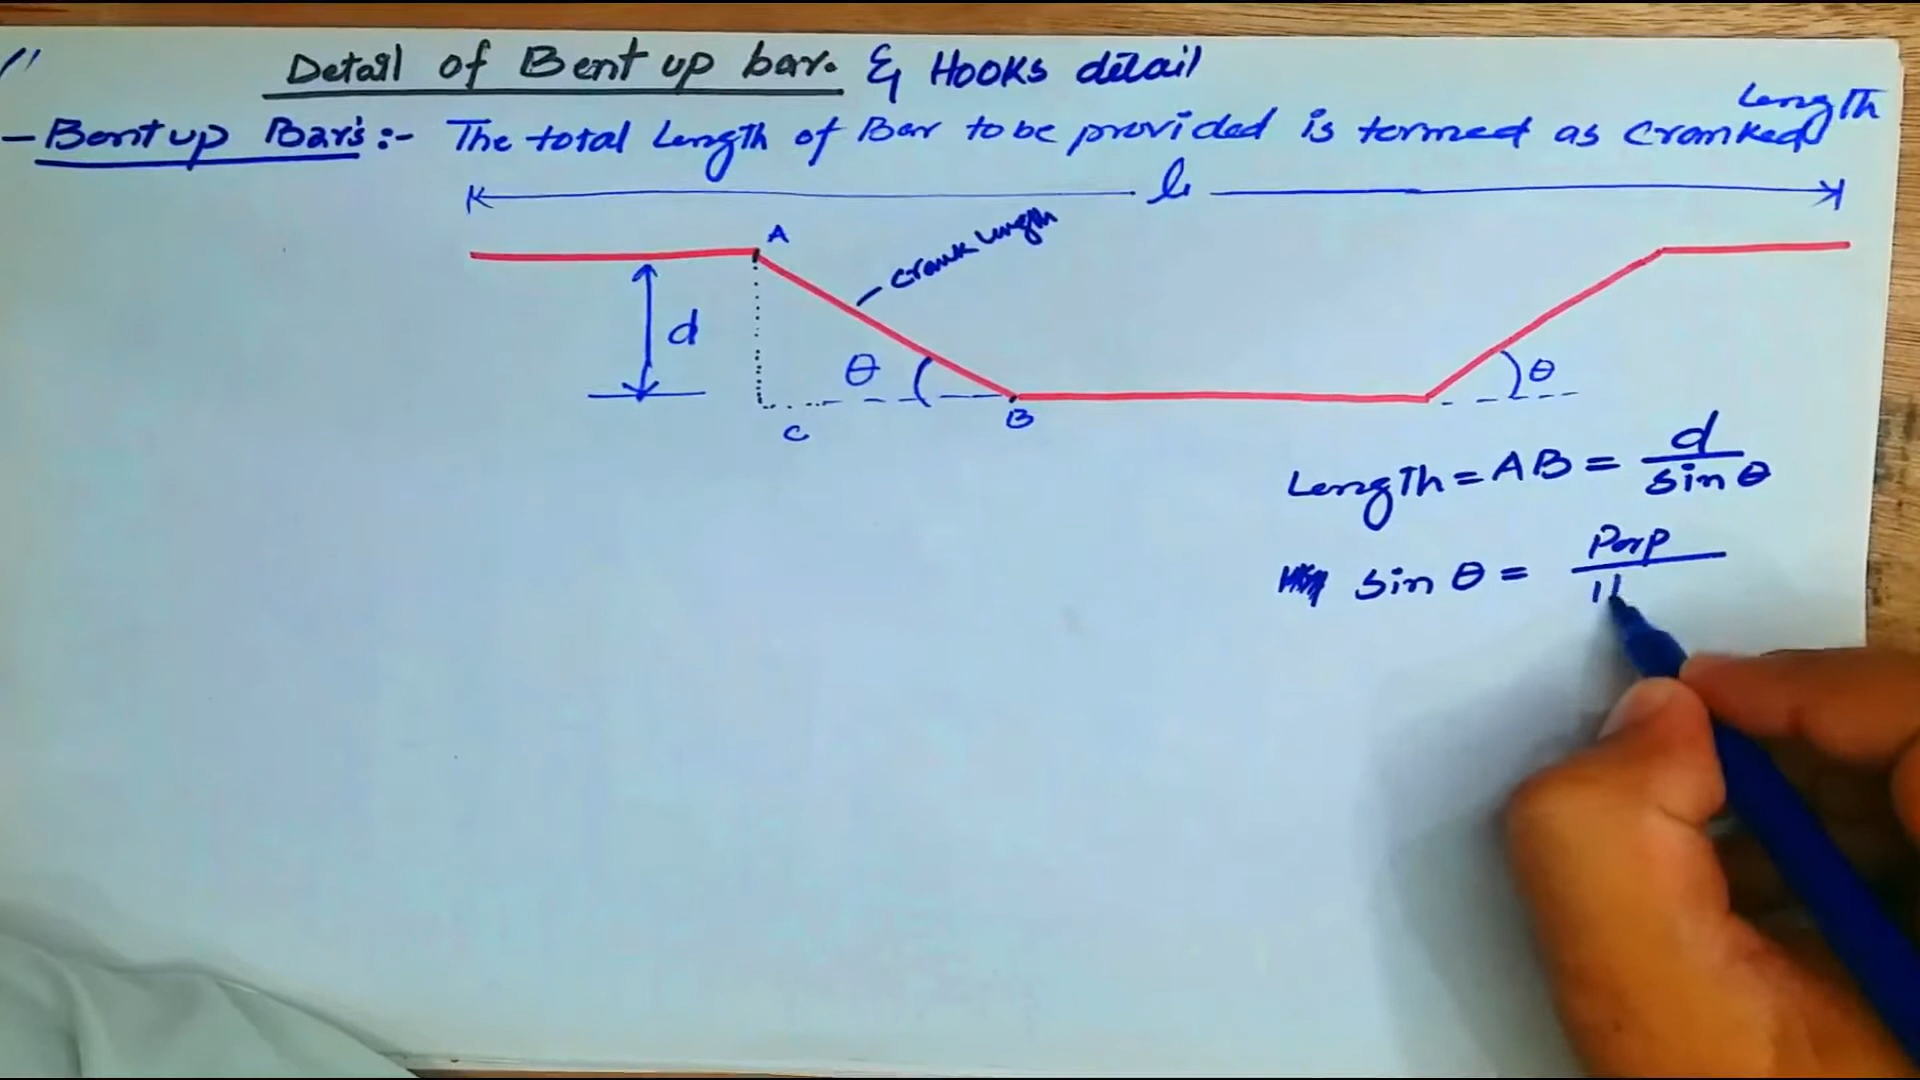 Detail of Bent up bar. & Hooks detail
Length
- Bent up Bar's :- The total Length of Bar to be provided is termed as Cranked
l
A
Crank Length
d
θ
θ
C
B
Length = AB = d / sin θ
sin θ = Perp / H